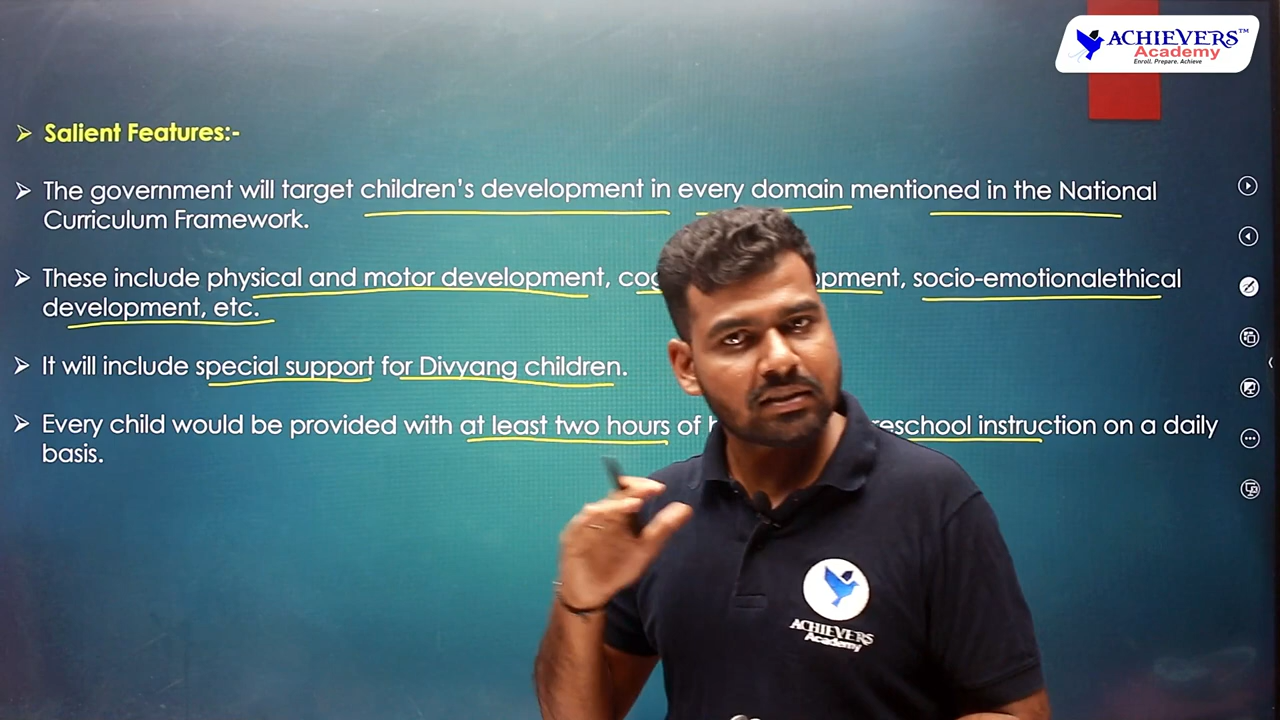 ACHIEVERS™
Academy
Enroll. Prepare. Achieve
Salient Features:-
The government will target children's development in every domain mentioned in the National
Curriculum Framework.
These include physical and motor development, socio-emotionalethical
development, etc.
It will include special support for Divyang children.
Every child would be provided with at least two hours of instruction on a daily
basis.
ACHIEVERS
Academy